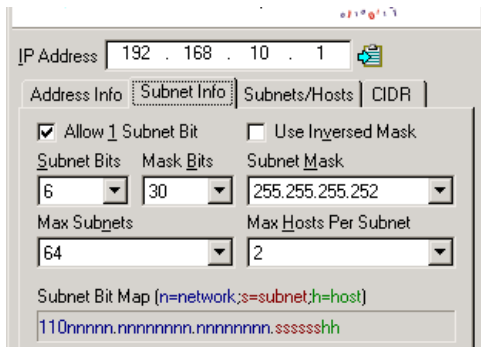 IP Address 192 . 168 . 10 . 1
Address Info Subnet Info Subnets/Hosts CIDR
Allow 1 Subnet Bit Use Inversed Mask
Subnet Bits Mask Bits Subnet Mask
6 30 255.255.255.252
Max Subnets Max Hosts Per Subnet
64 2
Subnet Bit Map (n=network;s=subnet;h=host)
110nnnnn.nnnnnnnn.nnnnnnnn.sssssshh